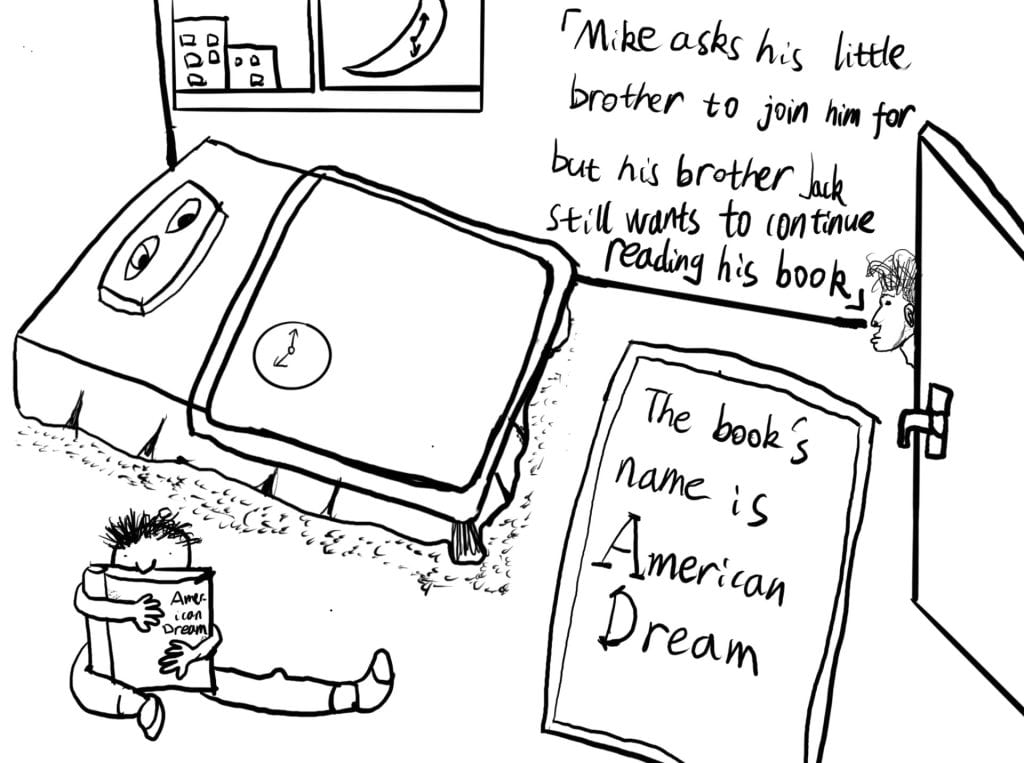 「Mike asks his little
brother to join him for
but his brother Jack
still wants to continue
reading his book」
The book's
name is
American
Dream
Amer-
ican
Dream